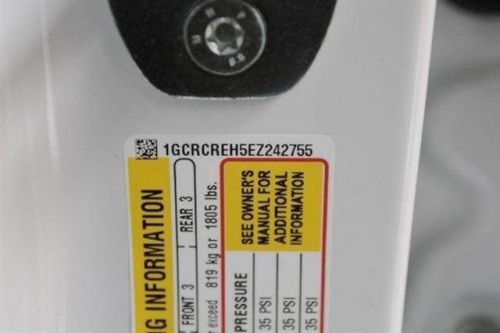 1GCRCREH5EZ242755
NG INFORMATION
FRONT 3 REAR 3
exceed 819 kg or 1805 lbs.
PRESSURE
SEE OWNER'S
MANUAL FOR
ADDITIONAL
INFORMATION
35 PSI
35 PSI
35 PSI